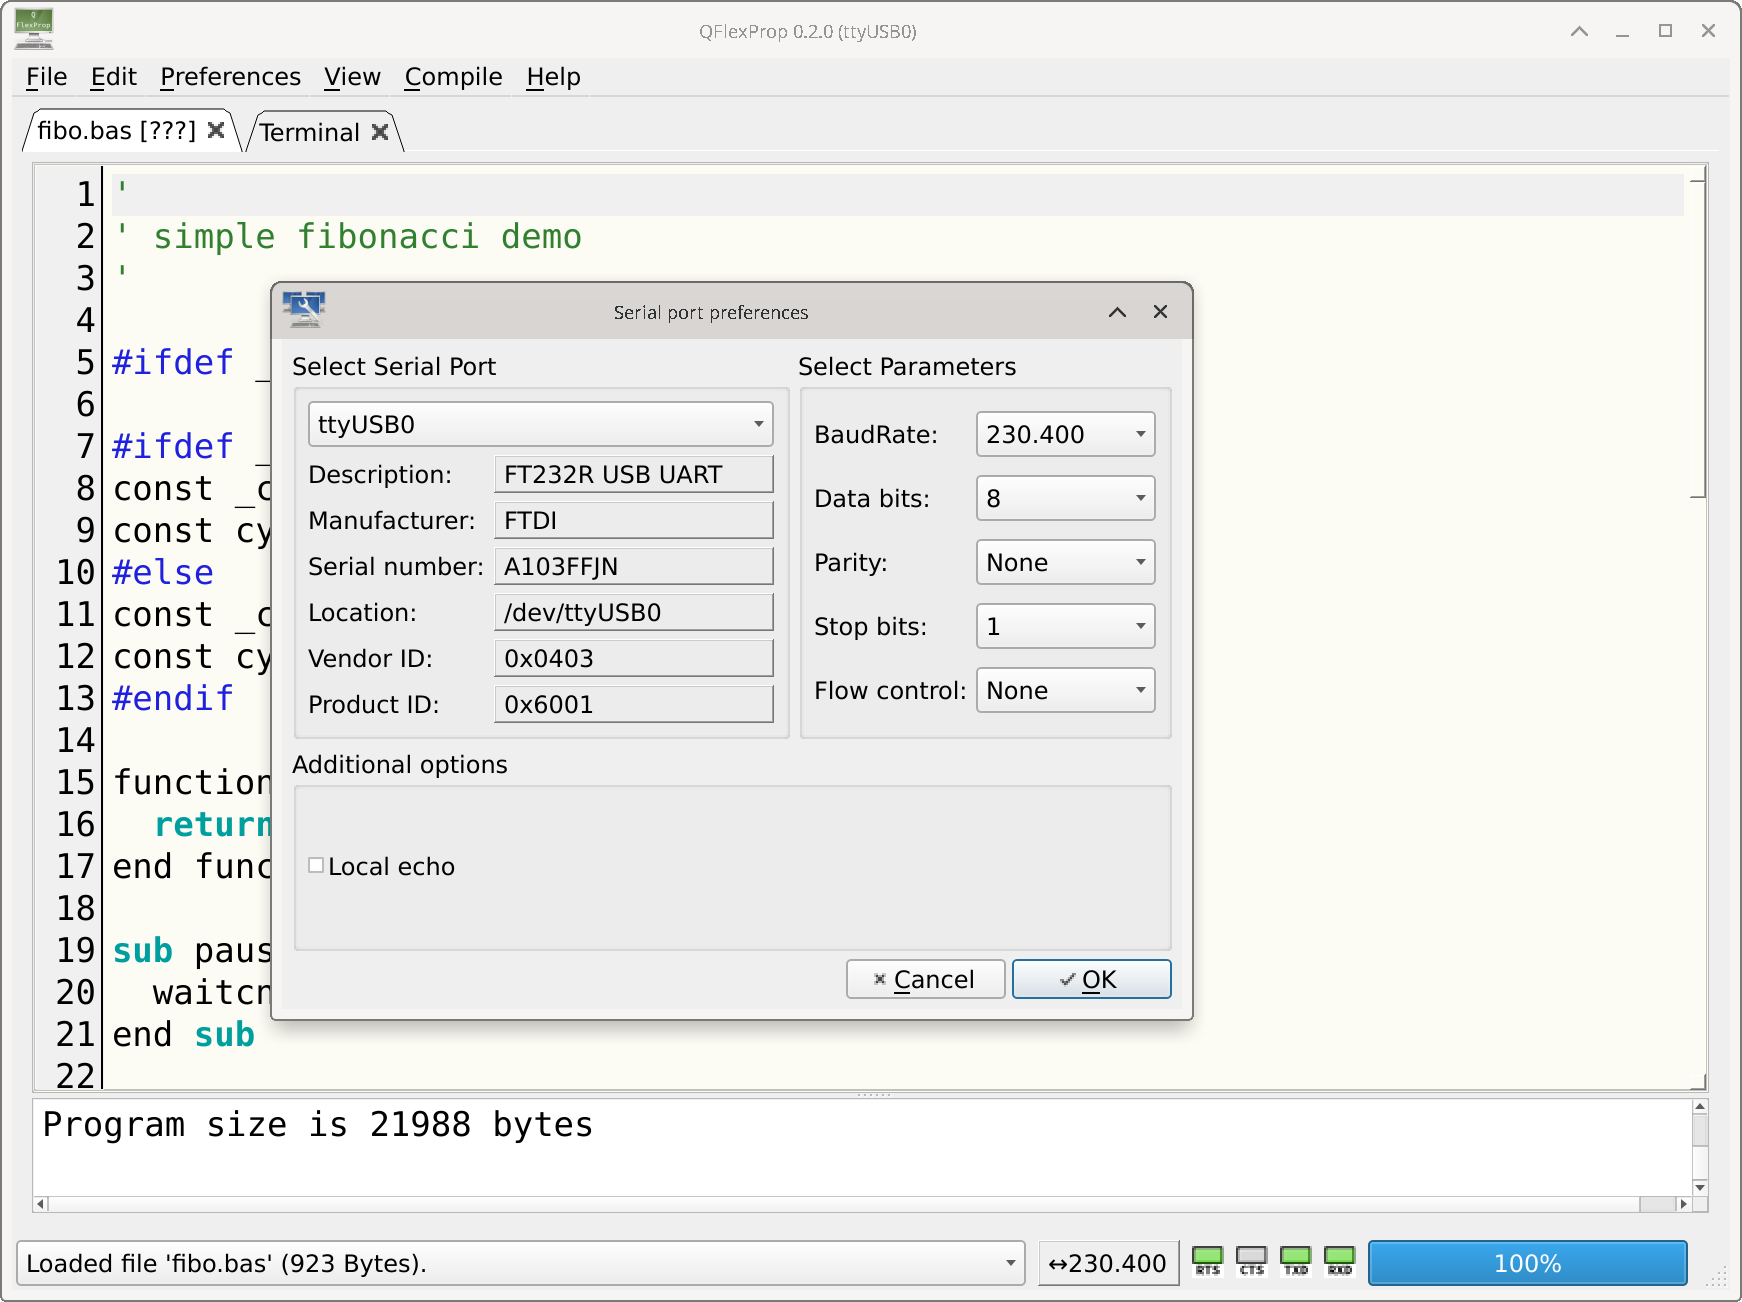 QFlexProp 0.2.0 (ttyUSB0)
File Edit Preferences View Compile Help
fibo.bas [???] Terminal
1 '
2 ' simple fibonacci demo
3 '
4
5 #ifdef _
6
7 #ifdef _
8 const _c
9 const cy
10 #else
11 const _c
12 const cy
13 #endif
14
15 function
16 return
17 end func
18
19 sub paus
20 waitcn
21 end sub
22
Serial port preferences
Select Serial Port
ttyUSB0
Description: FT232R USB UART
Manufacturer: FTDI
Serial number: A103FFJN
Location: /dev/ttyUSB0
Vendor ID: 0x0403
Product ID: 0x6001
Select Parameters
BaudRate: 230.400
Data bits: 8
Parity: None
Stop bits: 1
Flow control: None
Additional options
Local echo
Cancel OK
Program size is 21988 bytes
Loaded file 'fibo.bas' (923 Bytes). ↔230.400 RTS CTS TXD RXD 100%